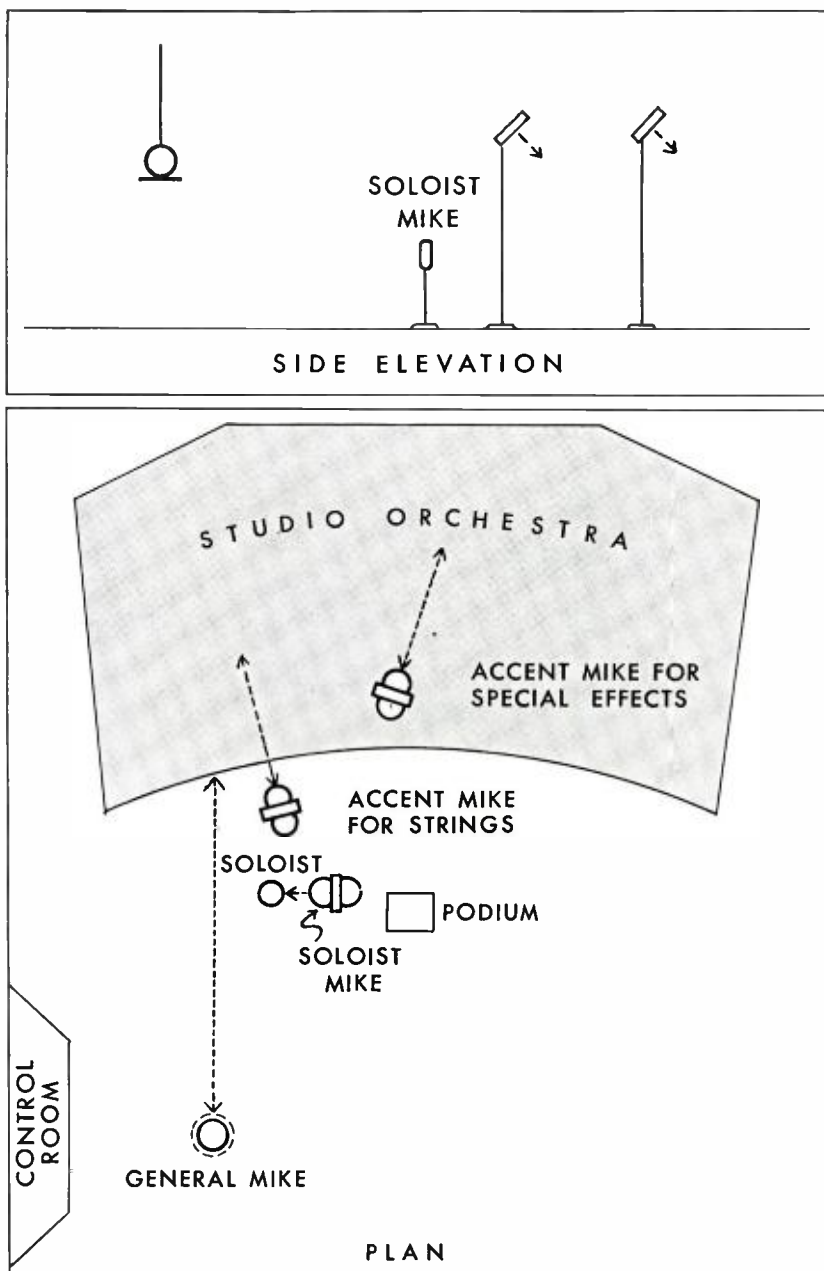 SOLOIST
MIKE
SIDE ELEVATION
STUDIO ORCHESTRA
ACCENT MIKE FOR
SPECIAL EFFECTS
ACCENT MIKE
FOR STRINGS
SOLOIST
PODIUM
SOLOIST
MIKE
CONTROL
ROOM
GENERAL MIKE
PLAN